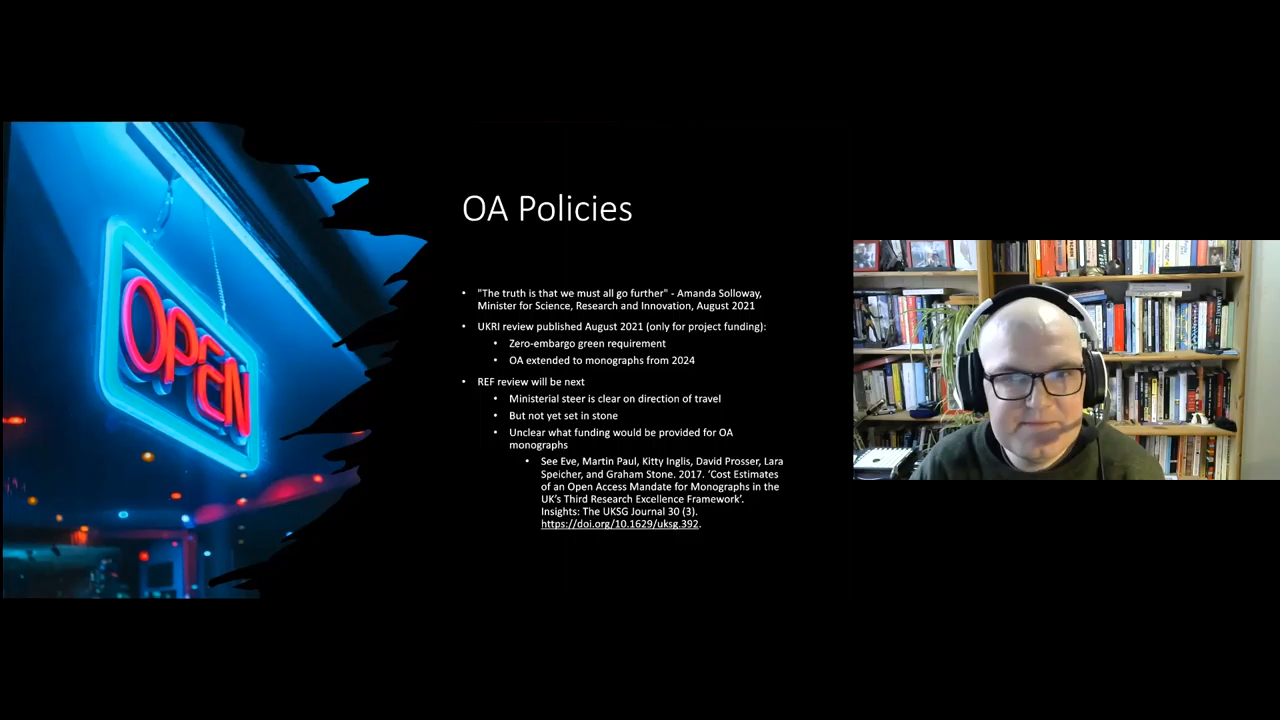 OPEN
OA Policies
• "The truth is that we must all go further" - Amanda Solloway,
Minister for Science, Research and Innovation, August 2021
• UKRI review published August 2021 (only for project funding):
• Zero-embargo green requirement
• OA extended to monographs from 2024
• REF review will be next
• Ministerial steer is clear on direction of travel
• But not yet set in stone
• Unclear what funding would be provided for OA
monographs
• See Eve, Martin Paul, Kitty Inglis, David Prosser, Lara
Speicher, and Graham Stone. 2017. ‘Cost Estimates
of an Open Access Mandate for Monographs in the
UK’s Third Research Excellence Framework’.
Insights: The UKSG Journal 30 (3).
https://doi.org/10.1629/uksg.392.